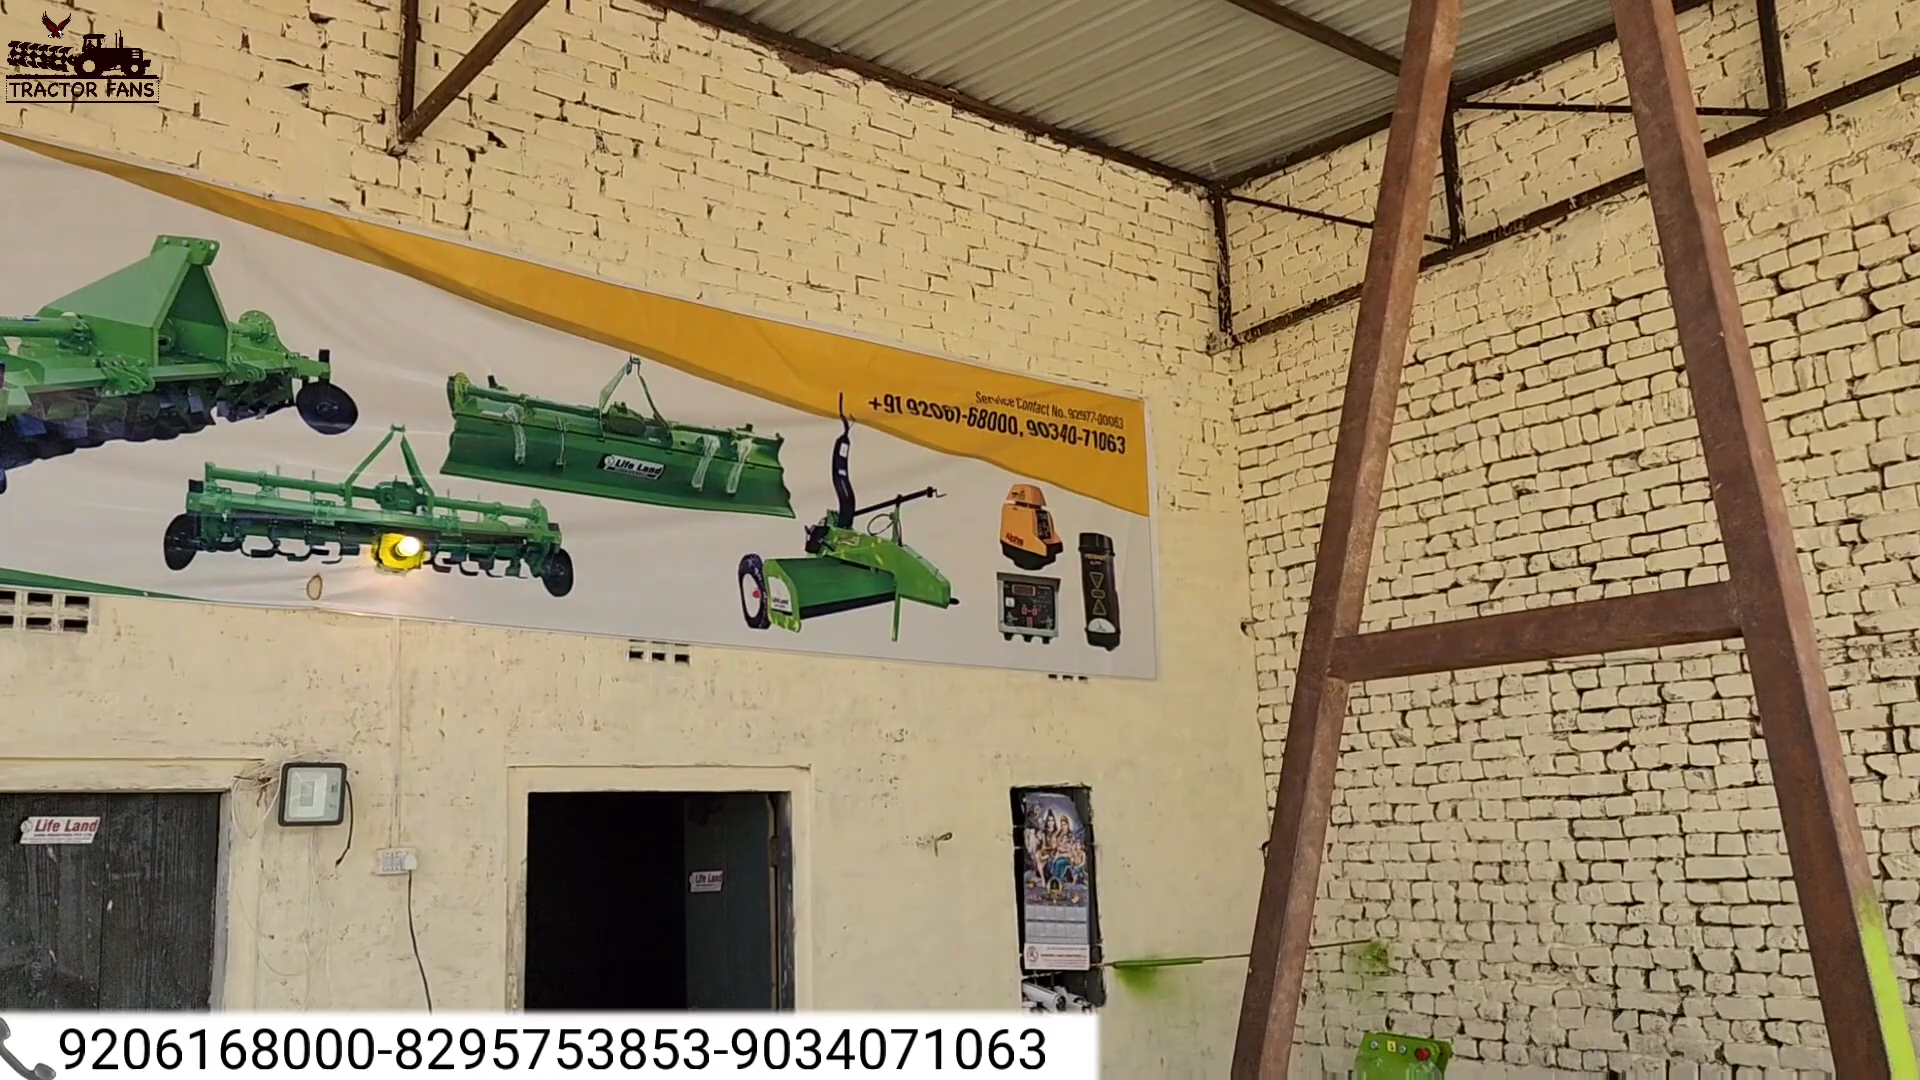 TRACTOR FANS
Service Contact No. 92977-00063
+91 92061-68000, 90340-71063
Life Land
Alpha
Life Land
Life Land
9206168000-8295753853-9034071063